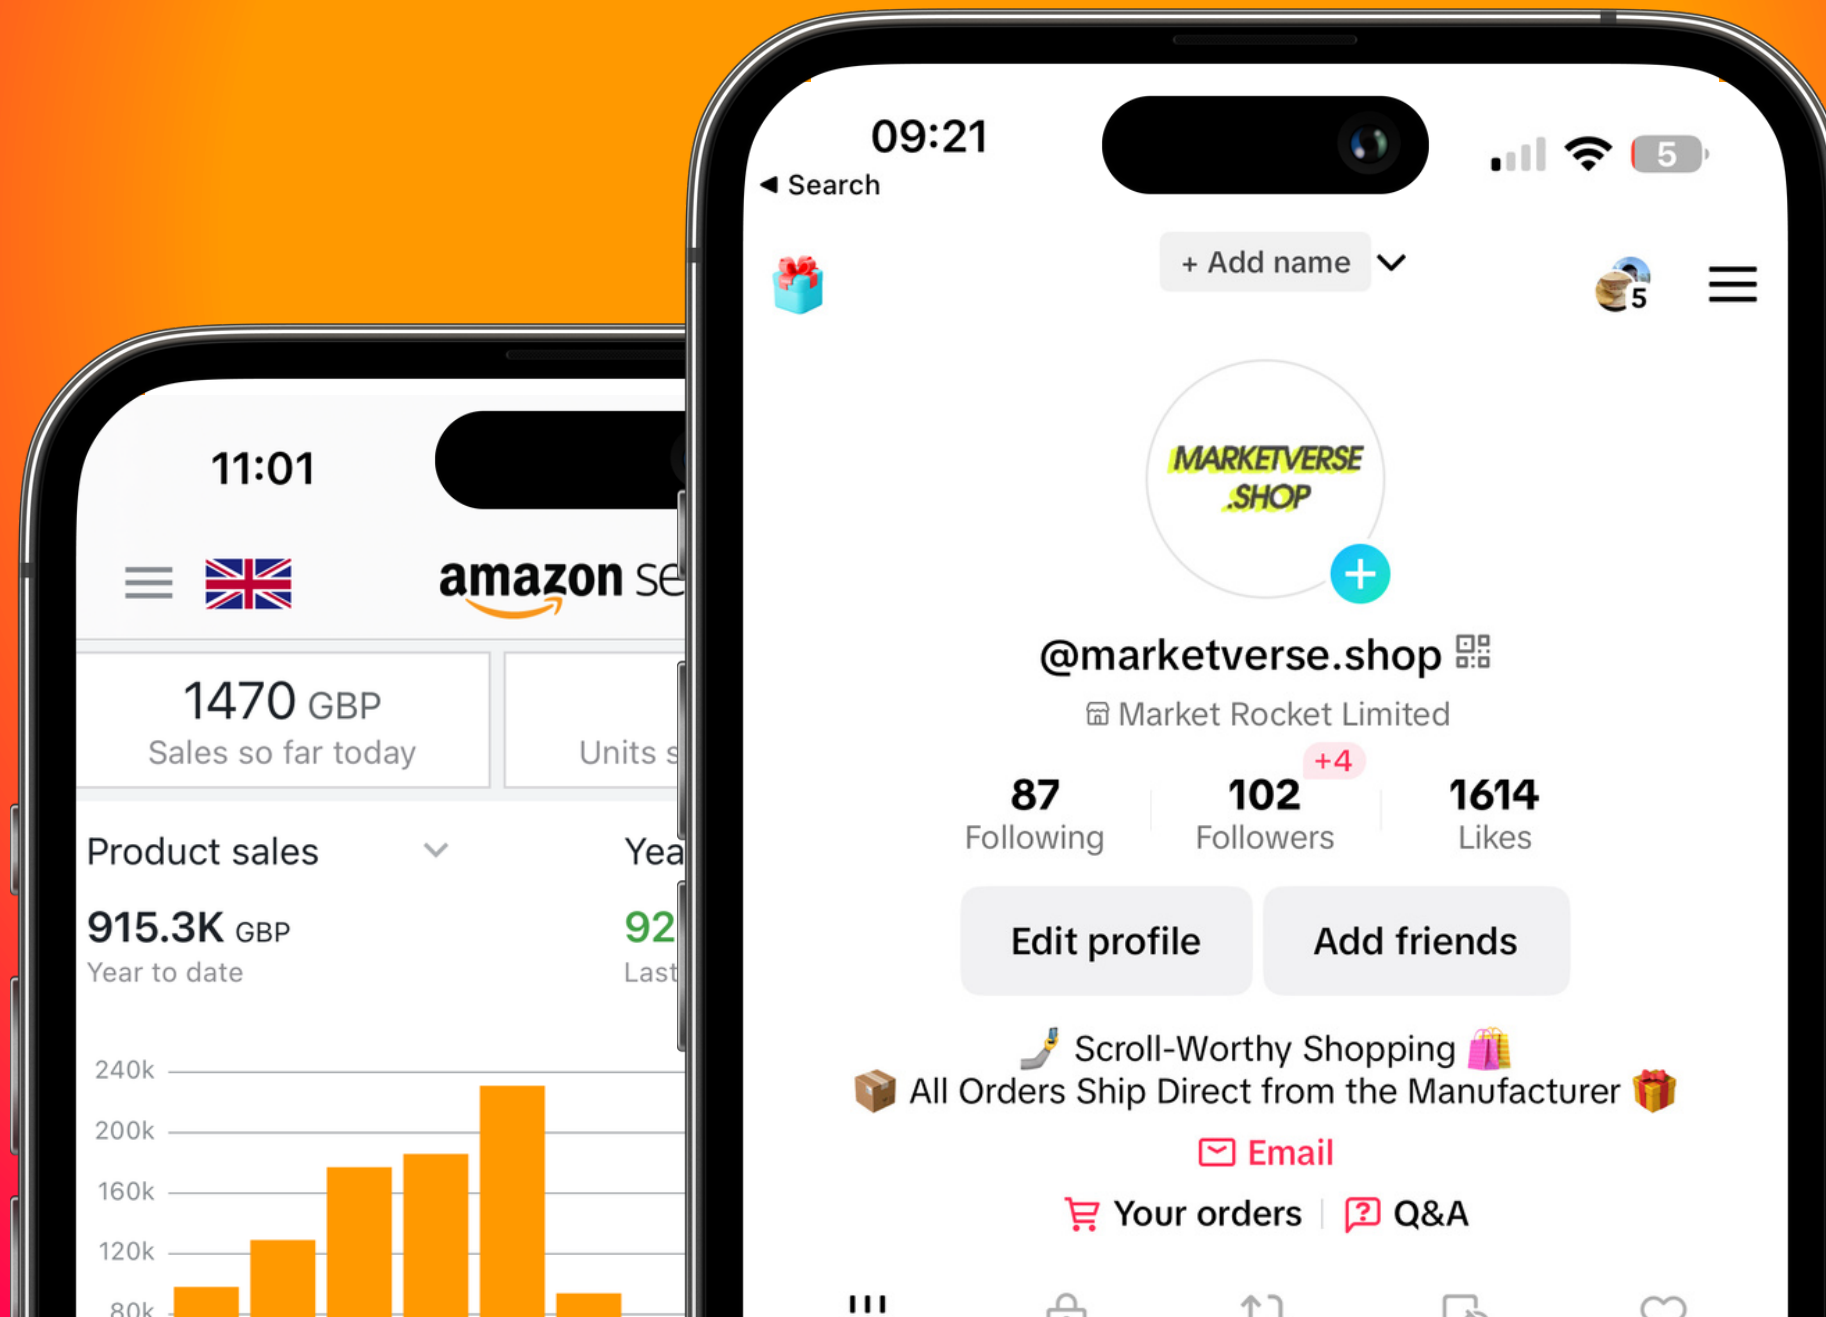 09:21
5
Search
+ Add name
5
MARKETVERSE
.SHOP
@marketverse.shop
Market Rocket Limited
+4
87
102
1614
Following
Followers
Likes
Edit profile
Add friends
Scroll-Worthy Shopping
All Orders Ship Direct from the Manufacturer
Email
Your orders
Q&A
11:01
amazon se
1470 GBP
Sales so far today
Units s
Product sales
Yea
915.3K GBP
92
Year to date
Last
240k
200k
160k
120k
80k